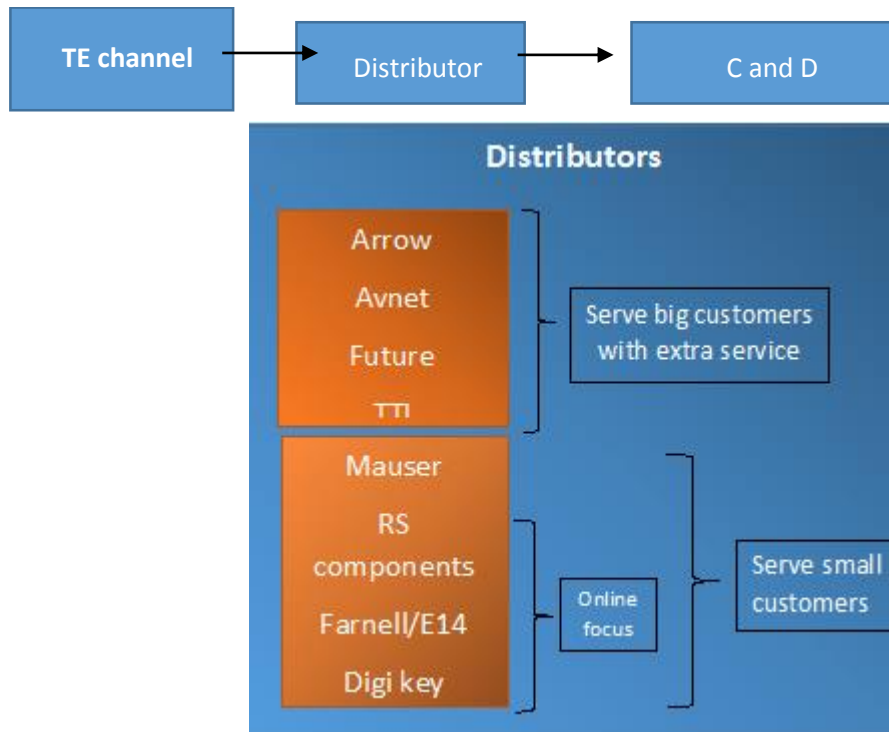 TE channel
Distributor
C and D
Distributors
Arrow
Avnet
Future
TTI
Serve big customers
with extra service
Mauser
RS
components
Farnell/E14
Digi key
Online
focus
Serve small
customers